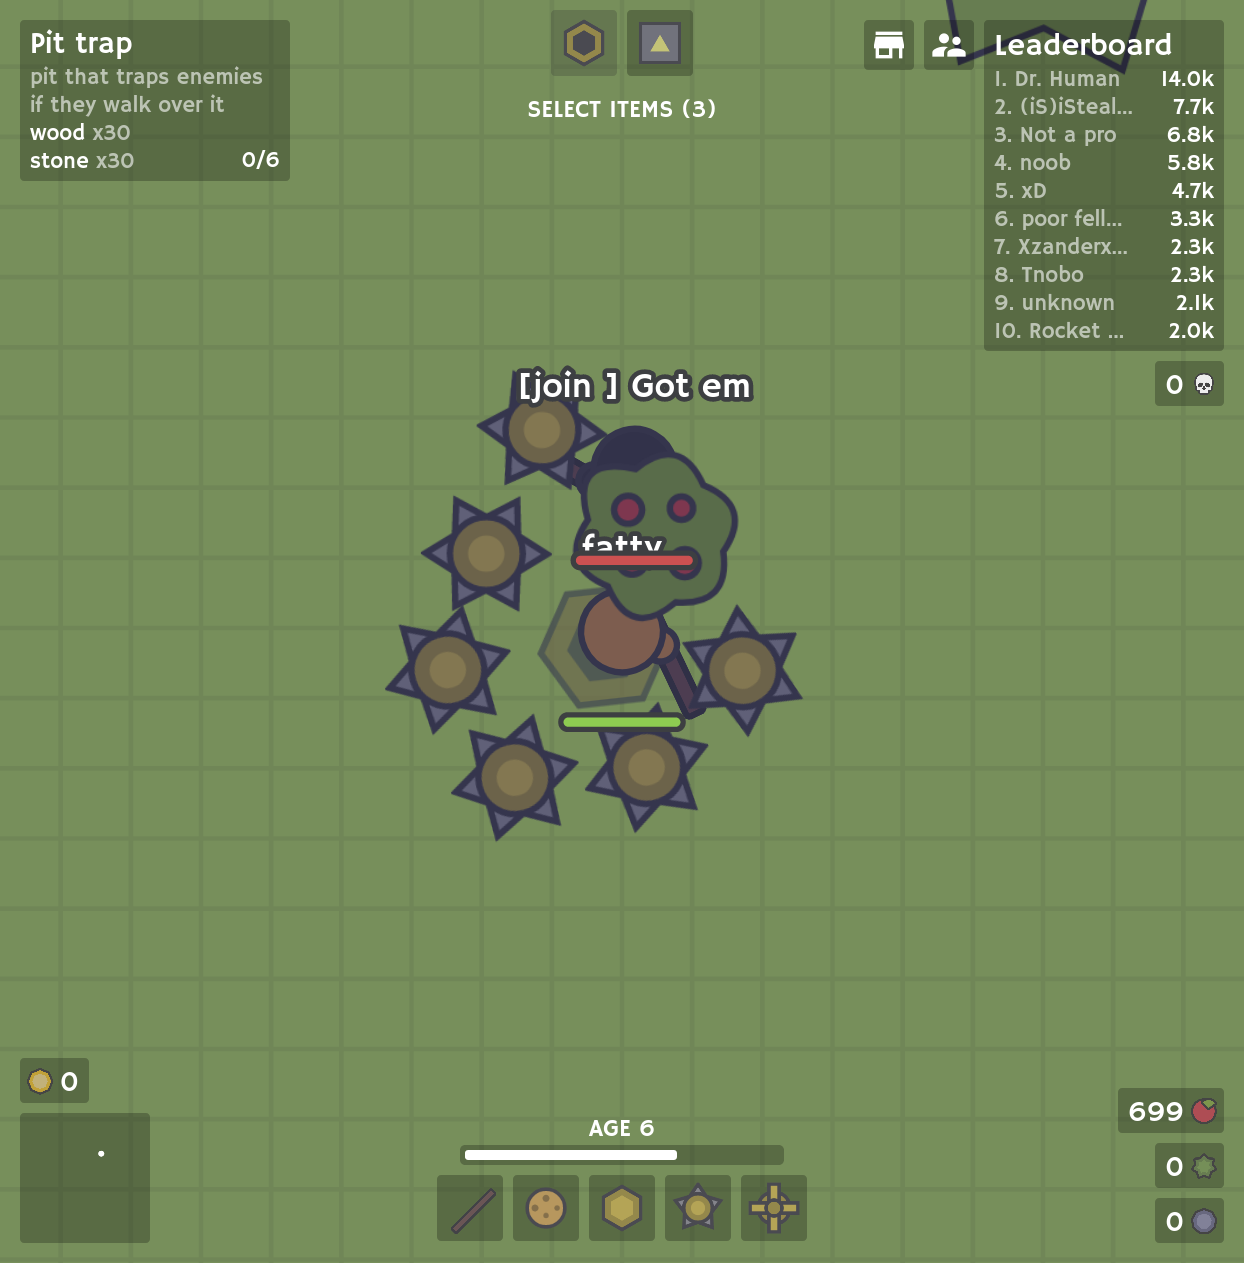 Pit trap
pit that traps enemies
if they walk over it
wood x30
stone x30 0/6
SELECT ITEMS (3)
Leaderboard
1. Dr. Human 14.0k
2. (iS)iSteal... 7.7k
3. Not a pro 6.8k
4. noob 5.8k
5. xD 4.7k
6. poor fell... 3.3k
7. Xzanderx... 2.3k
8. Tnobo 2.3k
9. unknown 2.1k
10. Rocket ... 2.0k
0
[join ] Got em
fatty
0
AGE 6
699
0
0